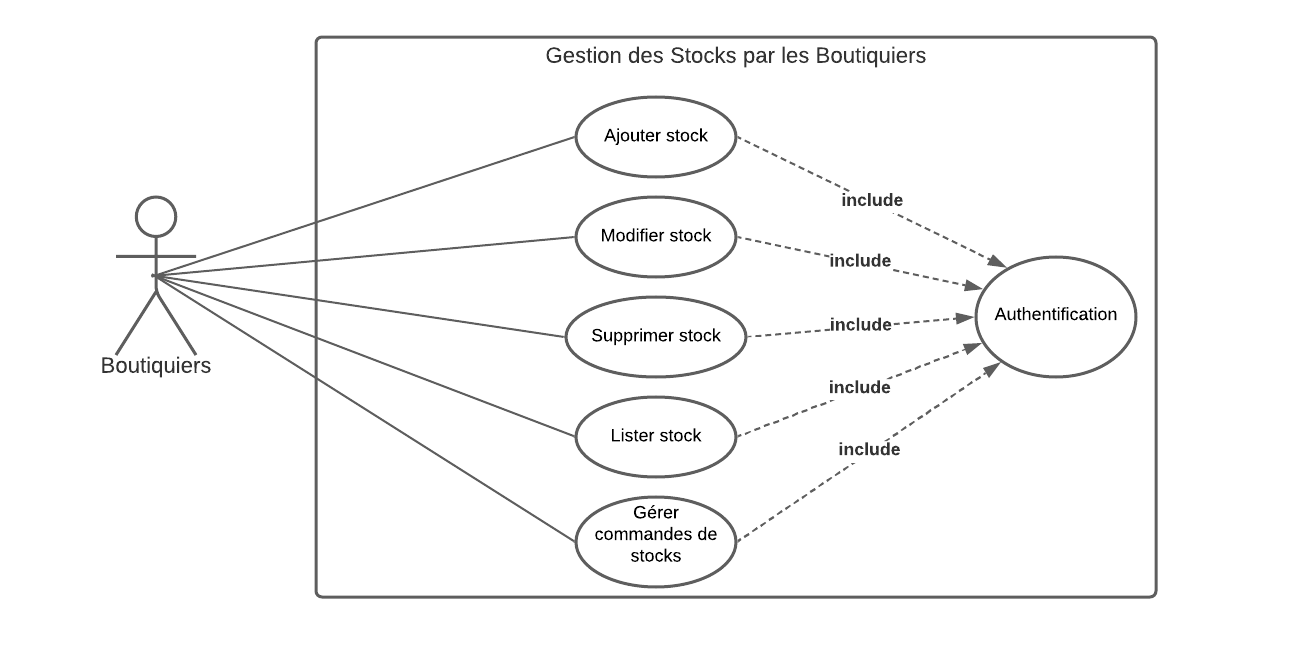 Gestion des Stocks par les Boutiquiers
Ajouter stock
include
Modifier stock
include
Authentification
Supprimer stock
include
Boutiquiers
include
Lister stock
include
Gérer
commandes de
stocks